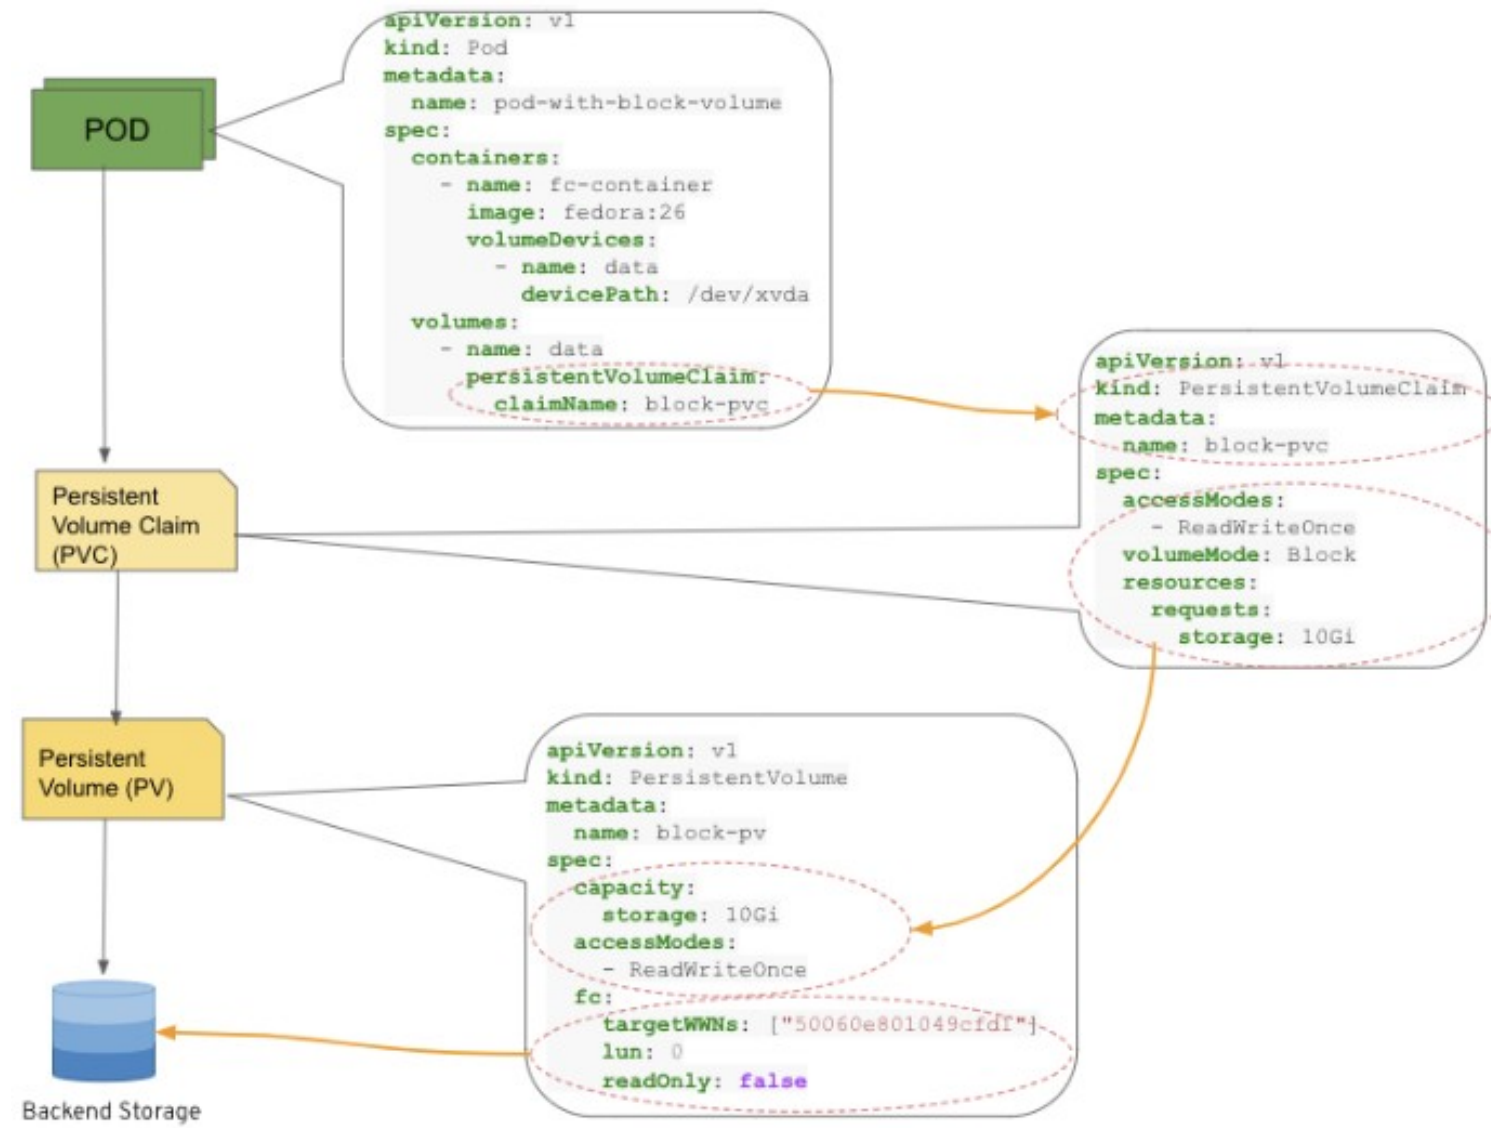 apiVersion: v1
kind: Pod
metadata:
name: pod-with-block-volume
spec:
containers:
- name: fc-container
image: fedora:26
volumeDevices:
- name: data
devicePath: /dev/xvda
volumes:
- name: data
persistentVolumeClaim:
claimName: block-pvc
POD
apiVersion: v1
kind: PersistentVolumeClaim
metadata:
name: block-pvc
spec:
accessModes:
- ReadWriteOnce
volumeMode: Block
resources:
requests:
storage: 10Gi
Persistent
Volume Claim
(PVC)
Persistent
Volume (PV)
apiVersion: v1
kind: PersistentVolume
metadata:
name: block-pv
spec:
capacity:
storage: 10Gi
accessModes:
- ReadWriteOnce
fc:
targetWWNs: ["50060e801049cfd1"]
lun: 0
readOnly: false
Backend Storage